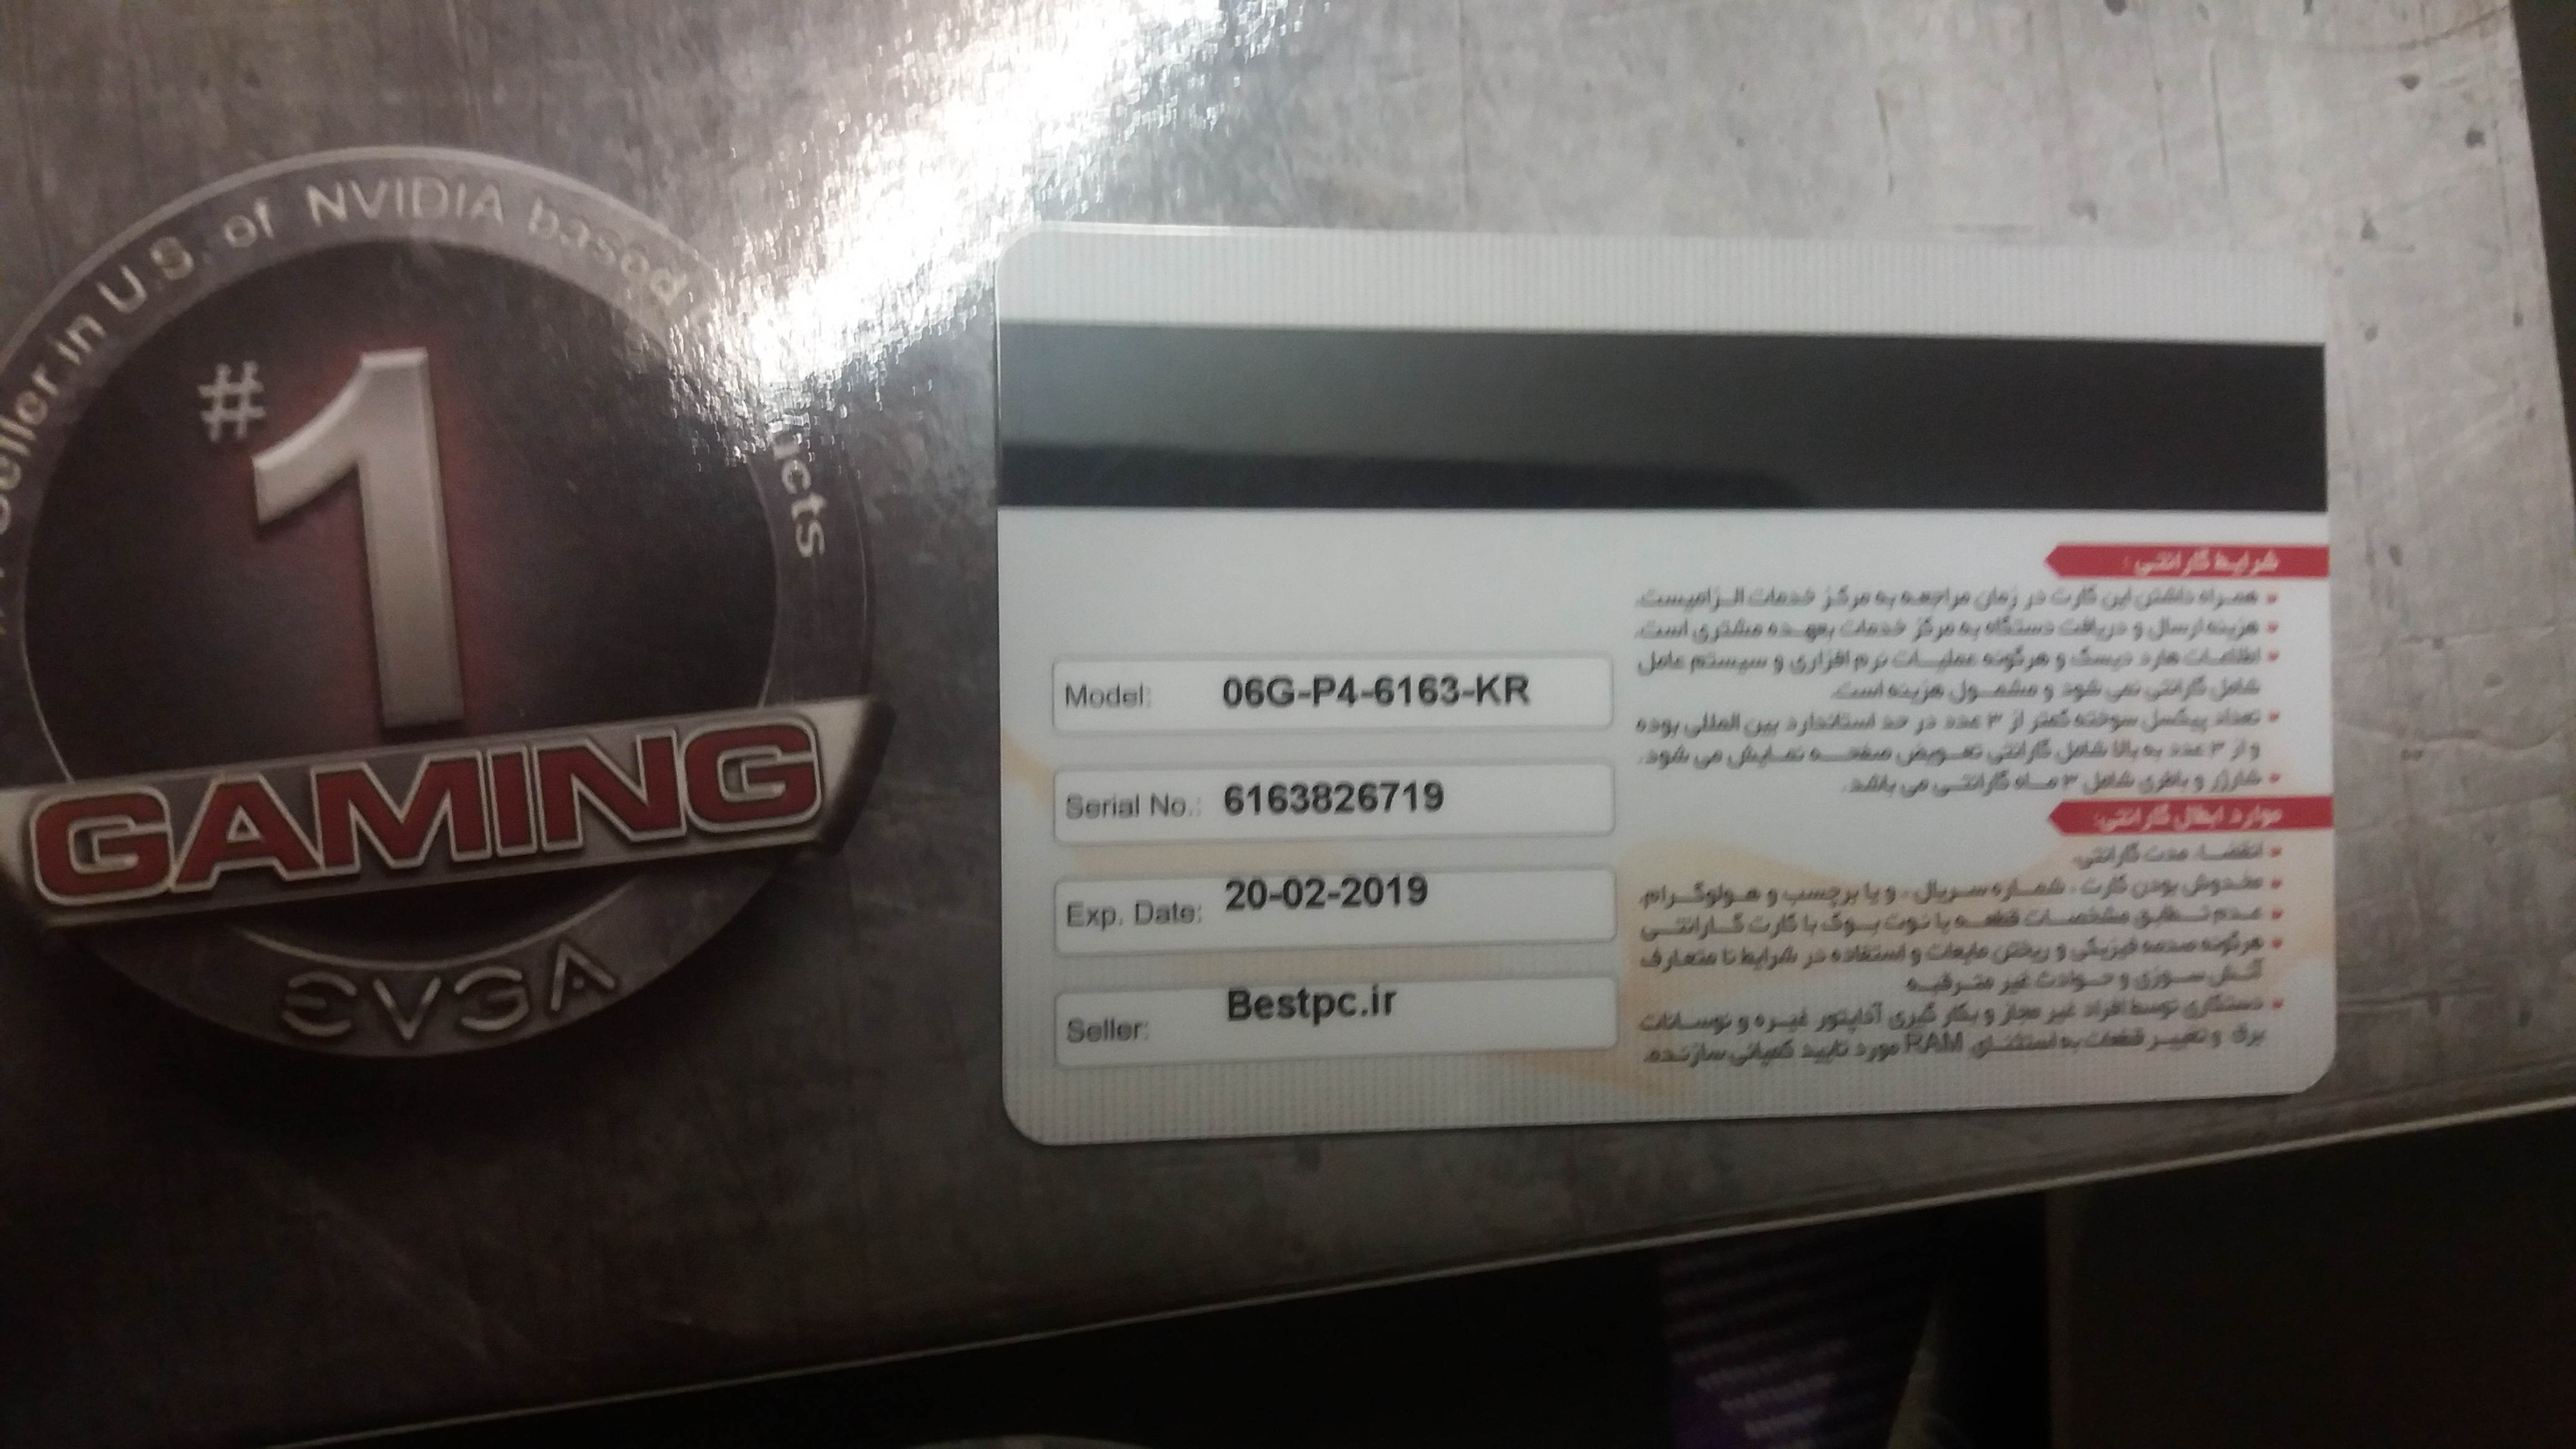 Seller in U.S. of NVIDIA based
ucts
#1
GAMING
EVGA
Model: 06G-P4-6163-KR
Serial No.: 6163826719
Exp. Date: 20-02-2019
Seller: Bestpc.ir
شرایط گارانتی:
همراه داشتن این کارت در زمان مراجعه به مرکز خدمات الزامیست.
هزینه ارسال و دریافت دستگاه به مرکز خدمات بعهده مشتری است.
اطلاعات هارد دیسک و هرگونه عملیات نرم افزاری و سیستم عامل
شامل گارانتی نمی شود و مشمول هزینه است.
تعداد پیکسل سوخته کمتر از ۳ عدد در حد استاندارد بین المللی بوده
و از ۳ عدد به بالا شامل گارانتی تعویض صفحه نمایش می شود.
شارژر و باطری شامل ۳ ماه گارانتی می باشد.
موارد ابطال گارانتی:
انقضاء مدت گارانتی.
مخدوش بودن کارت، شماره سریال، و یا برچسب و هولوگرام.
عدم تطابق مشخصات قطعه یا نوت بوک با کارت گارانتی
هرگونه صدمه فیزیکی و ریختن مایعات و استفاده در شرایط نا متعارف
آتش سوزی و حوادث غیر مترقبه
دستکاری توسط افراد غیر مجاز و بکار گیری آداپتور غیره و نوسانات
برق و تعییر قطعات به استثنای RAM مورد تایید کمپانی سازنده.